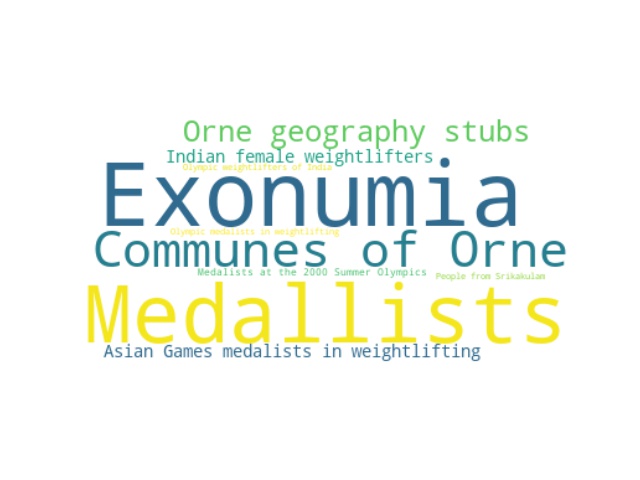 Orne geography stubs
Indian female weightlifters
Olympic weightlifters of India
Exonumia
Olympic medalists in weightlifting
Communes of Orne
Medalists at the 2000 Summer Olympics
People from Srikakulam
Medallists
Asian Games medalists in weightlifting